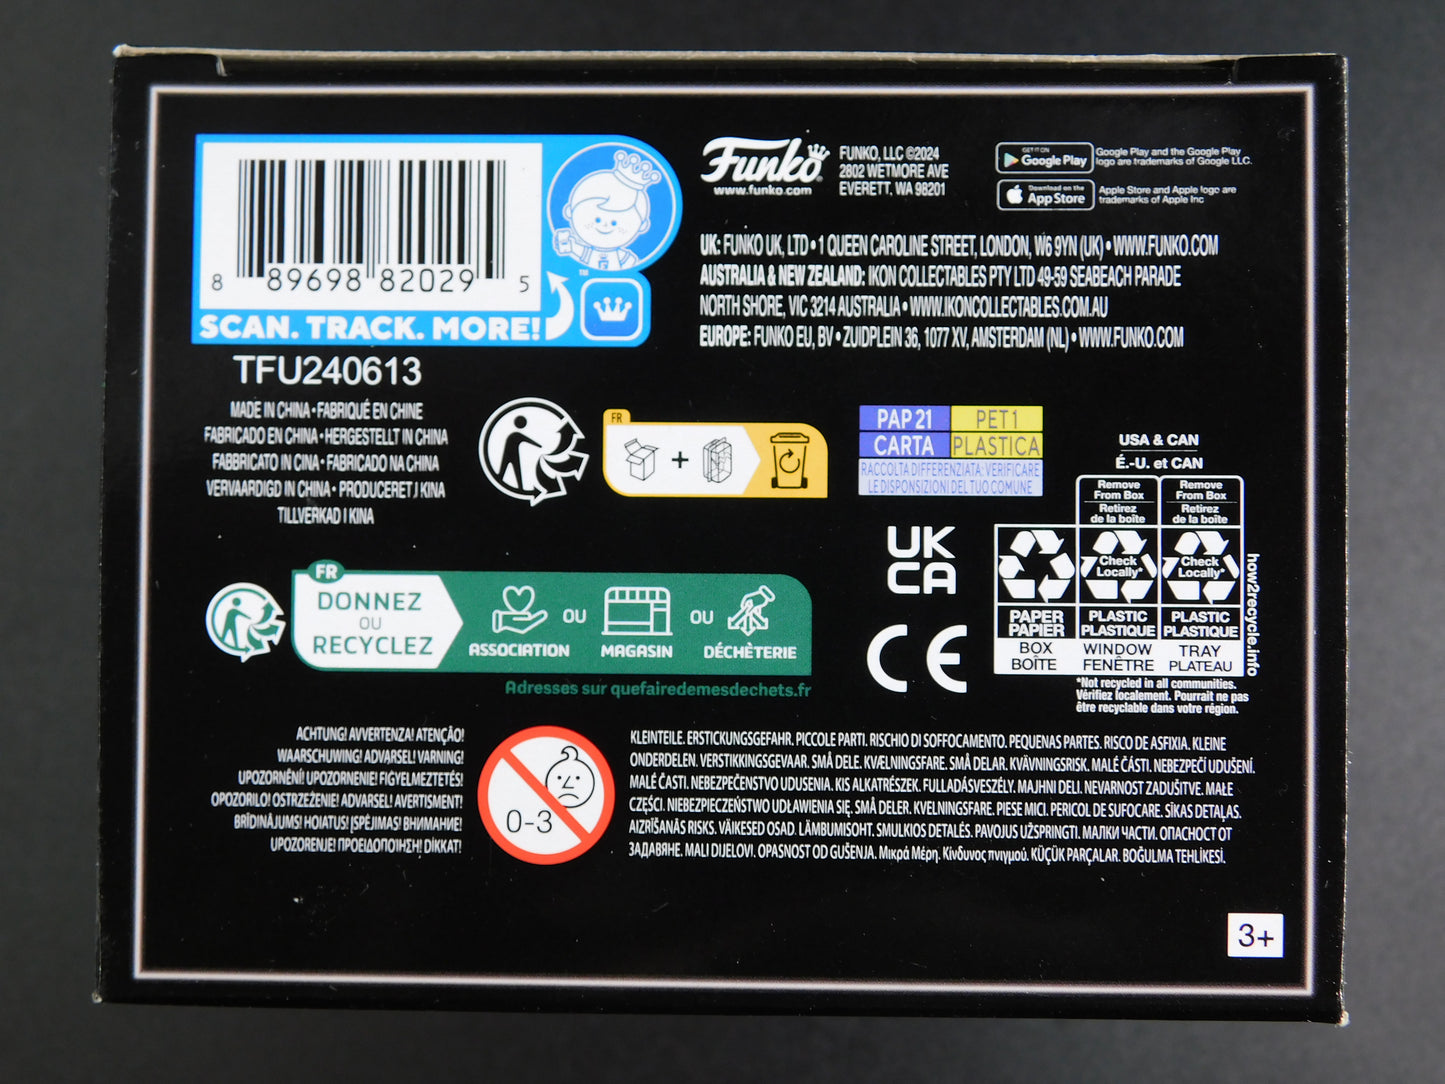 8 89698 82029 5
SCAN. TRACK. MORE!
™
TFU240613
MADE IN CHINA • FABRIQUÉ EN CHINE
FABRICADO EN CHINA • HERGESTELLT IN CHINA
FABBRICATO IN CINA • FABRICADO NA CHINA
VERVAARDIGD IN CHINA • PRODUCERET I KINA
TILLVERKAD I KINA
Funko®
www.funko.com
FUNKO, LLC ©2024
2802 WETMORE AVE
EVERETT, WA 98201
GET IT ON
Google Play
Google Play and the Google Play
logo are trademarks of Google LLC.
Download on the
App Store
Apple Store and Apple logo are
trademarks of Apple Inc
UK: FUNKO UK, LTD • 1 QUEEN CAROLINE STREET, LONDON, W6 9YN (UK) • WWW.FUNKO.COM
AUSTRALIA & NEW ZEALAND: IKON COLLECTABLES PTY LTD 49-59 SEABEACH PARADE
NORTH SHORE, VIC 3214 AUSTRALIA • WWW.IKONCOLLECTABLES.COM.AU
EUROPE: FUNKO EU, BV • ZUIDPLEIN 36, 1077 XV, AMSTERDAM (NL) • WWW.FUNKO.COM
FR
+
PAP 21 PET 1
CARTA PLASTICA
RACCOLTA DIFFERENZIATA: VERIFICARE
LE DISPOSIZIONI DEL TUO COMUNE
UK
CA
CE
USA & CAN
É.-U. et CAN
Remove
From Box
Retirez
de la boîte
Remove
From Box
Retirez
de la boîte
Check
Locally*
Check
Locally*
PAPER
PAPIER
BOX
BOÎTE
PLASTIC
PLASTIQUE
WINDOW
FENÊTRE
PLASTIC
PLASTIQUE
TRAY
PLATEAU
how2recycle.info
*Not recycled in all communities.
Vérifiez localement. Pourrait ne pas
être recyclable dans votre région.
FR
DONNEZ
OU
RECYCLEZ
ASSOCIATION
OU
MAGASIN
OU
DÉCHÈTERIE
Adresses sur quefairedemesdechets.fr
ACHTUNG! AVVERTENZA! ATENÇÃO!
WAARSCHUWING! ADVARSEL! VARNING!
UPOZORNĚNÍ! UPOZORNENIE! FIGYELMEZTETÉS!
OPOZORILO! OSTRZEŻENIE! ADVARSEL! AVERTISMENT!
BRĪDINĀJUMS! HOIATUS! ĮSPĖJIMAS! ВНИМАНИЕ!
UPOZORENJE! ΠΡΟΕΙΔΟΠΟΙΗΣΗ! DİKKAT!
0-3
KLEINTEILE. ERSTICKUNGSGEFAHR. PICCOLE PARTI. RISCHIO DI SOFFOCAMENTO. PEQUENAS PARTES. RISCO DE ASFIXIA. KLEINE
ONDERDELEN. VERSTIKKINGSGEVAAR. SMÅ DELE. KVÆLNINGSFARE. SMÅ DELAR. KVÄVNINGSRISK. MALÉ ČÁSTI. NEBEZPEČÍ UDUŠENÍ.
MALÉ ČASTI. NEBEZPEČENSTVO UDUSENIA. KIS ALKATRÉSZEK. FULLADÁSVESZÉLY. MAJHNI DELI. NEVARNOST ZADUŠITVE. MAŁE
CZĘŚCI. NIEBEZPIECZEŃSTWO UDŁAWIENIA SIĘ. SMÅ DELER. KVELNINGSFARE. PIESE MICI. PERICOL DE SUFOCARE. SĪKAS DETAĻAS.
AIZRĪŠANĀS RISKS. VÄIKESED OSAD. LÄMBUMISOHT. SMULKIOS DETALĖS. PAVOJUS UŽSPRINGTI. МАЛКИ ЧАСТИ. ОПАСНОСТ ОТ
ЗАДАВЯНЕ. MALI DIJELOVI. OPASNOST OD GUŠENJA. Μικρά Μέρη. Κίνδυνος πνιγμού. KÜÇÜK PARÇALAR. BOĞULMA TEHLİKESİ.
3+